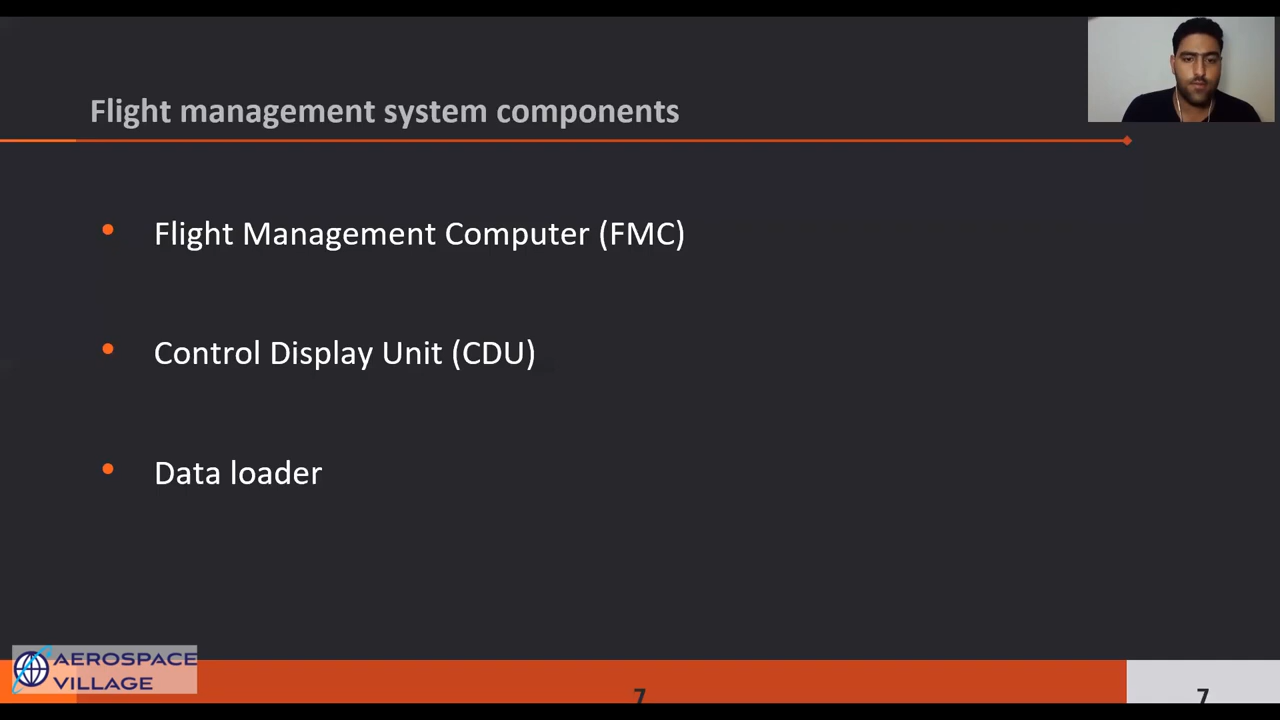 Flight management system components
• Flight Management Computer (FMC)
• Control Display Unit (CDU)
• Data loader
AEROSPACE
VILLAGE
7
7